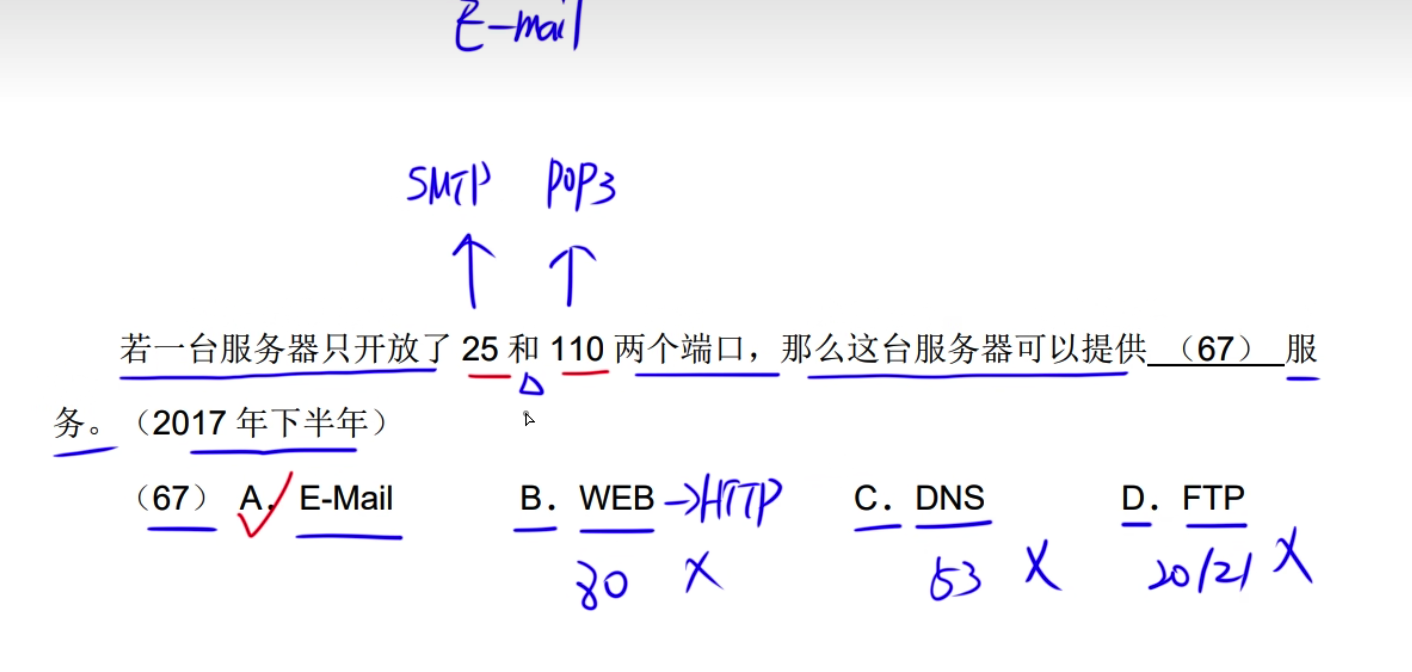 E-mail
SMTP POP3
若一台服务器只开放了 25 和 110 两个端口，那么这台服务器可以提供 （67） 服
务。（2017 年下半年）
（67） A. E-Mail B. WEB →HTTP C. DNS D. FTP
80 X 53 X 20/21 X